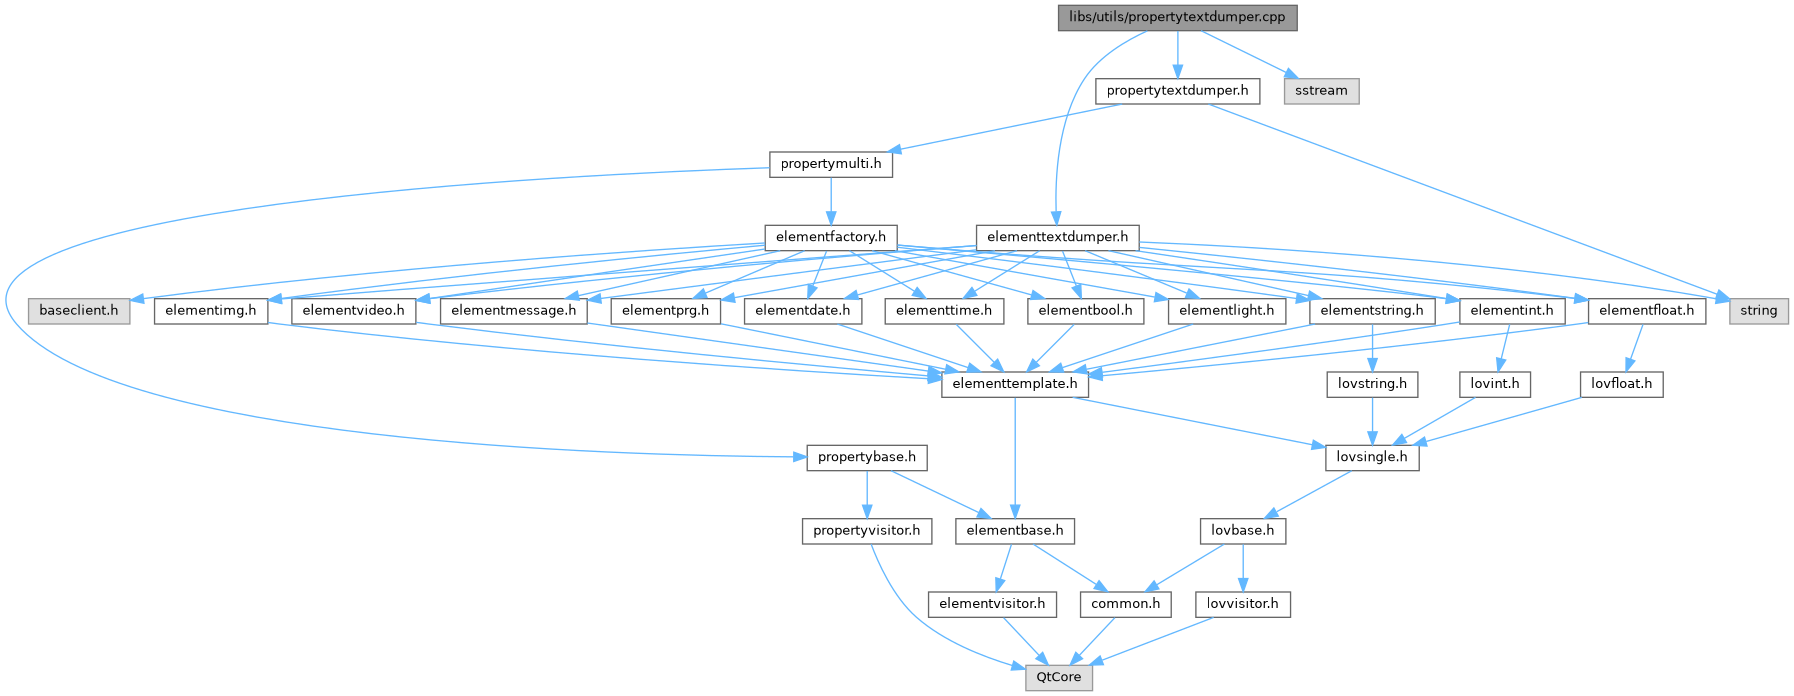 libs/utils/propertytextdumper.cpp
propertytextdumper.h
sstream
propertymulti.h
elementfactory.h
elementtextdumper.h
baseclient.h
elementimg.h
elementvideo.h
elementmessage.h
elementprg.h
elementdate.h
elementtime.h
elementbool.h
elementlight.h
elementstring.h
elementint.h
elementfloat.h
string
elementtemplate.h
lovstring.h
lovint.h
lovfloat.h
propertybase.h
lovsingle.h
propertyvisitor.h
elementbase.h
lovbase.h
elementvisitor.h
common.h
lovvisitor.h
QtCore